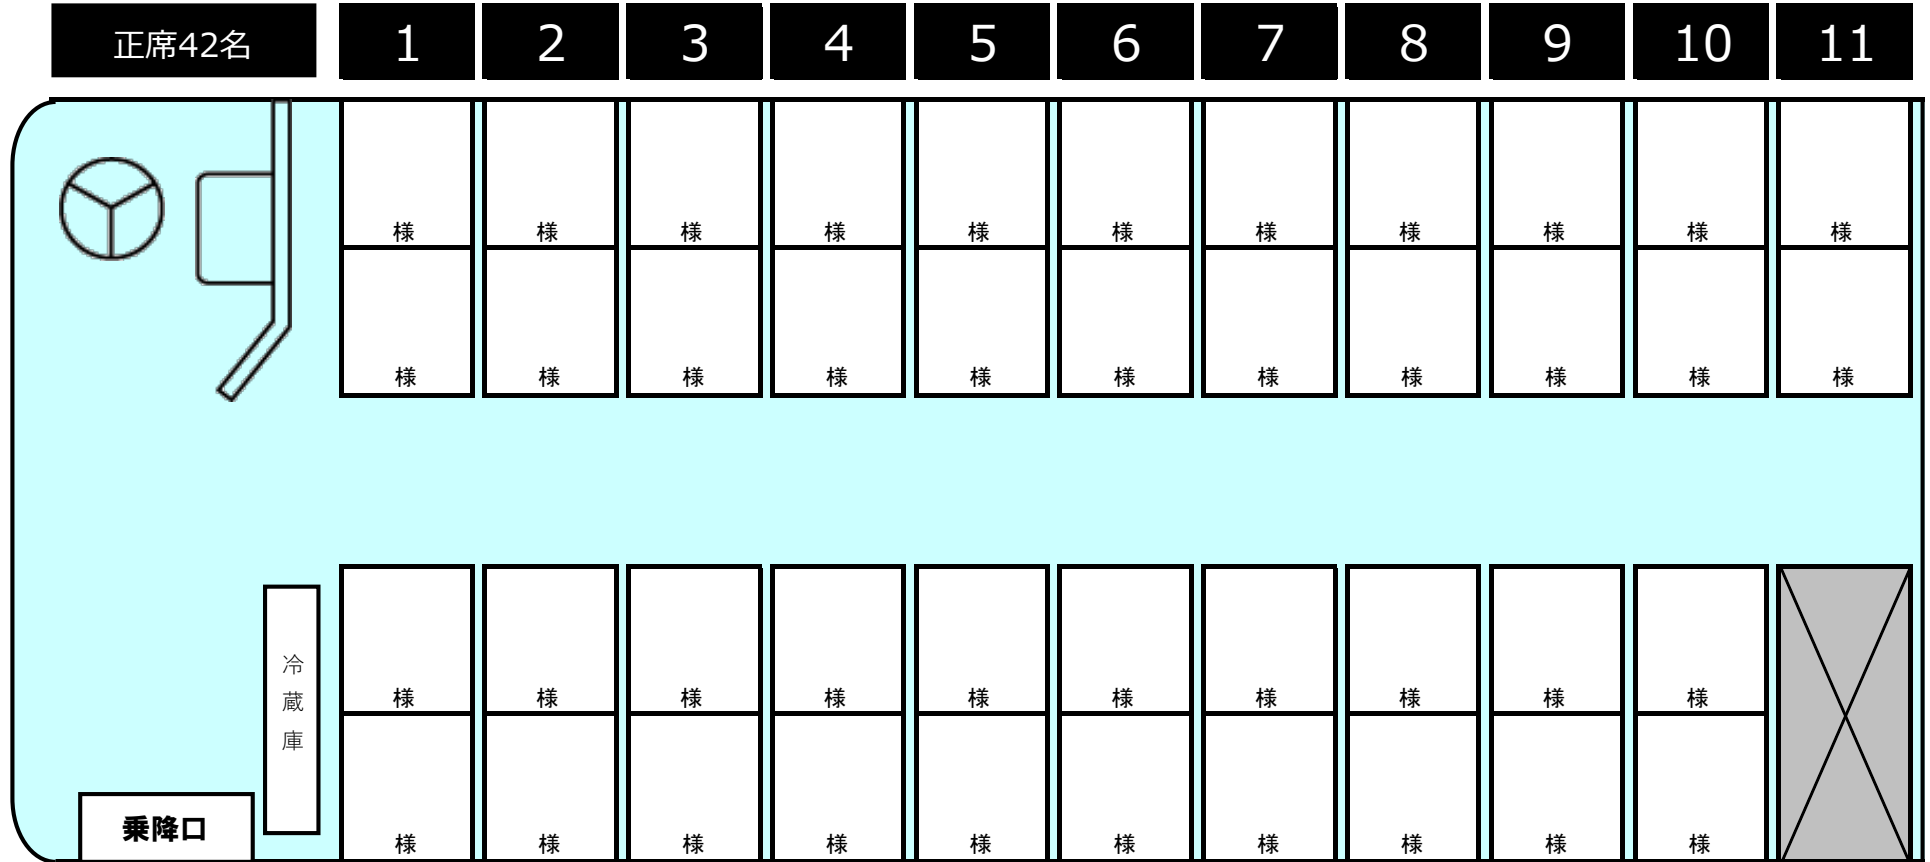 正席42名 1 2 3 4 5 6 7 8 9 10 11
様 様 様 様 様 様 様 様 様 様 様
様 様 様 様 様 様 様 様 様 様 様
冷蔵庫
様 様 様 様 様 様 様 様 様 様
様 様 様 様 様 様 様 様 様 様
乗降口